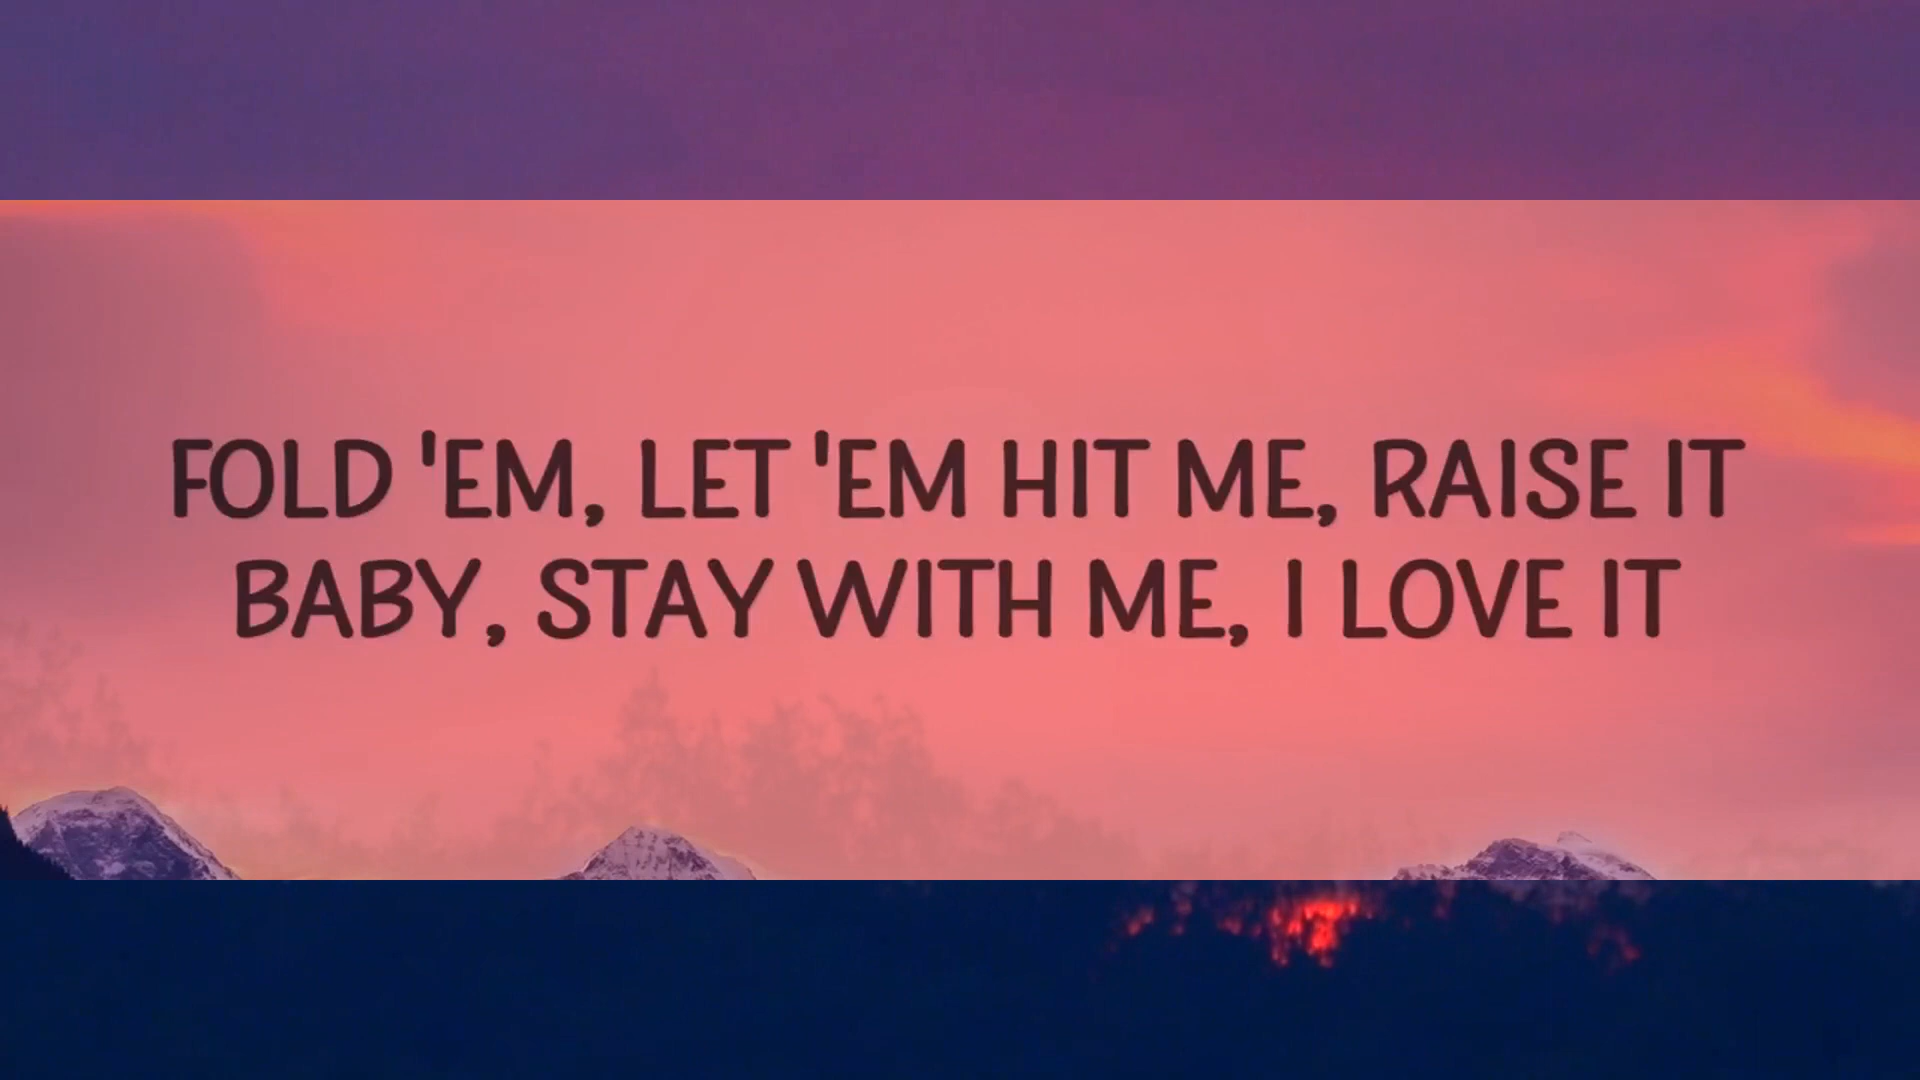 FOLD 'EM, LET 'EM HIT ME, RAISE IT
BABY, STAY WITH ME, I LOVE IT